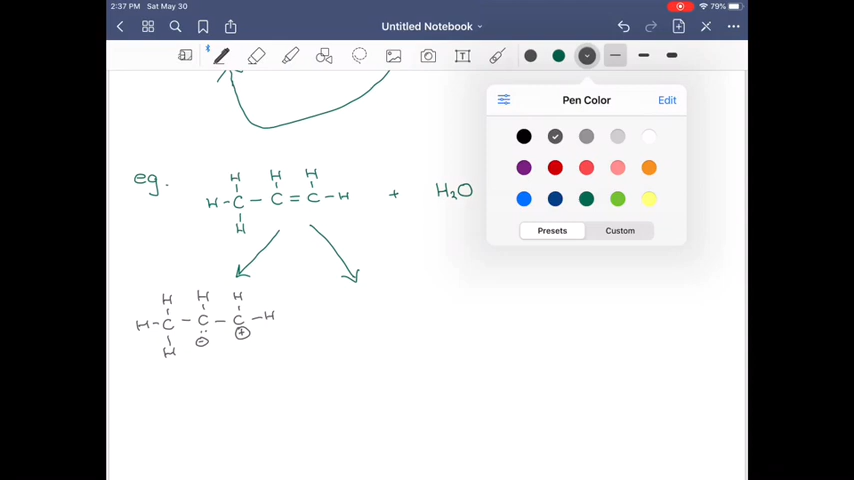 2:37 PM Sat May 30
79%
Untitled Notebook
T
Pen Color
Edit
Presets
Custom
eg.
H H H
H - C - C = C - H + H₂O
H
H H H
H - C - C - C - H
H - +